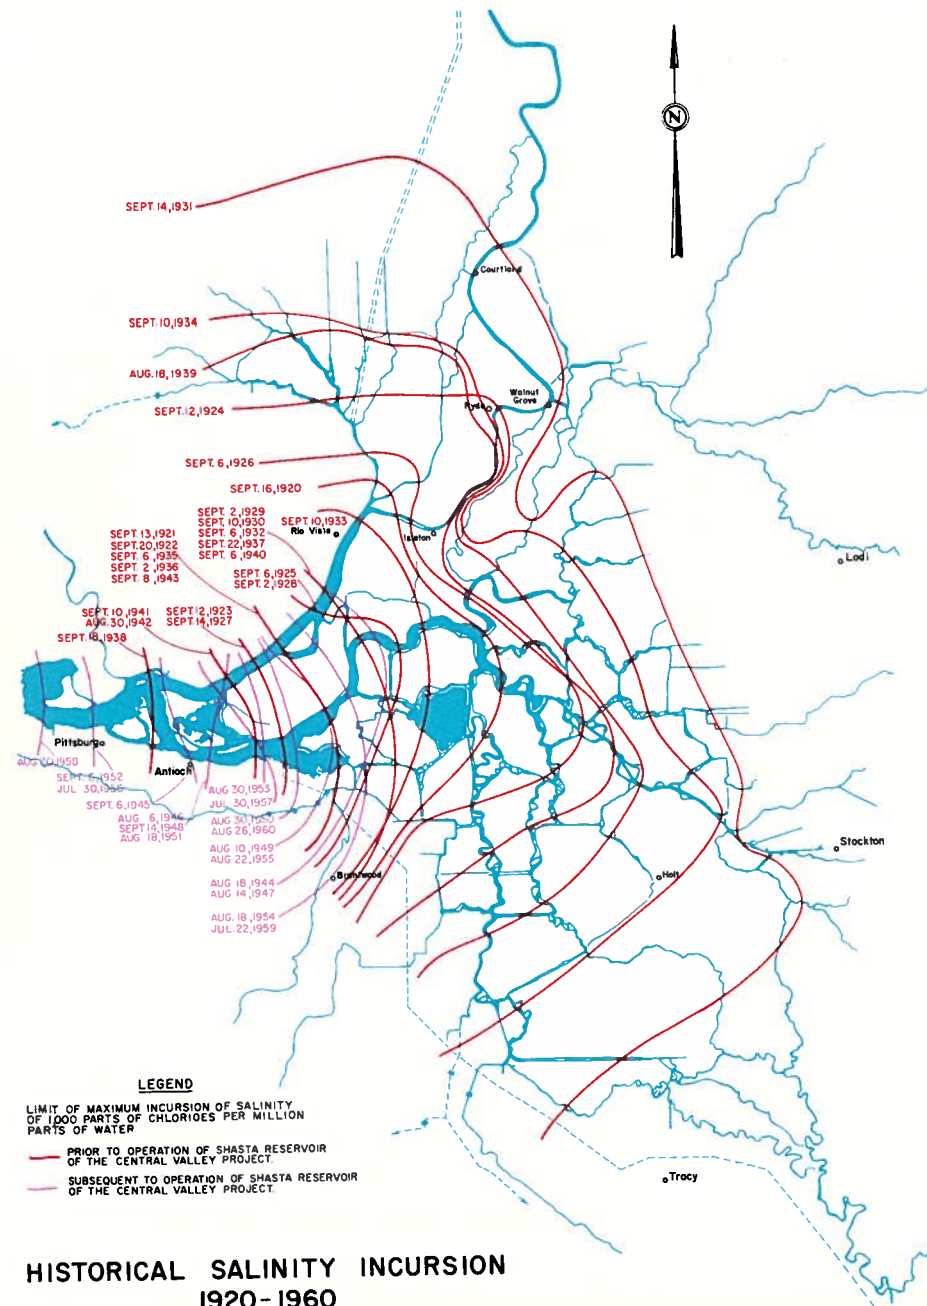 N
SEPT. 14, 1931
Courtland
SEPT. 10, 1934
AUG. 18, 1939
SEPT. 12, 1924
Walnut
Grove
Ryde
SEPT. 6, 1926
SEPT. 16, 1920
SEPT. 2, 1929
SEPT. 10, 1930
SEPT. 6, 1932
SEPT. 22, 1937
SEPT. 6, 1940
SEPT. 10, 1933
Rio Vista
Isleton
Lodi
SEPT. 13, 1921
SEPT. 20, 1922
SEPT. 6, 1935
SEPT. 2, 1936
SEPT. 8, 1943
SEPT. 6, 1925
SEPT. 2, 1928
SEPT. 10, 1941
AUG. 30, 1942
SEPT. 12, 1923
SEPT. 14, 1927
SEPT. 18, 1938
Pittsburg
Antioch
SEPT. 6, 1952
SEPT. 6, 1945
SEPT. 14, 1948
AUG 18, 1951
AUG 30, 1953
JUL. 30, 1957
AUG 26, 1960
AUG 10, 1949
AUG 22, 1955
AUG 18, 1944
AUG 14, 1947
AUG. 18, 1954
JUL. 22, 1959
Brentwood
Holt
Stockton
Tracy
LEGEND
LIMIT OF MAXIMUM INCURSION OF SALINITY
OF 1,000 PARTS OF CHLORIDES PER MILLION
PARTS OF WATER
PRIOR TO OPERATION OF SHASTA RESERVOIR
OF THE CENTRAL VALLEY PROJECT.
SUBSEQUENT TO OPERATION OF SHASTA RESERVOIR
OF THE CENTRAL VALLEY PROJECT.
HISTORICAL SALINITY INCURSION
1920-1960